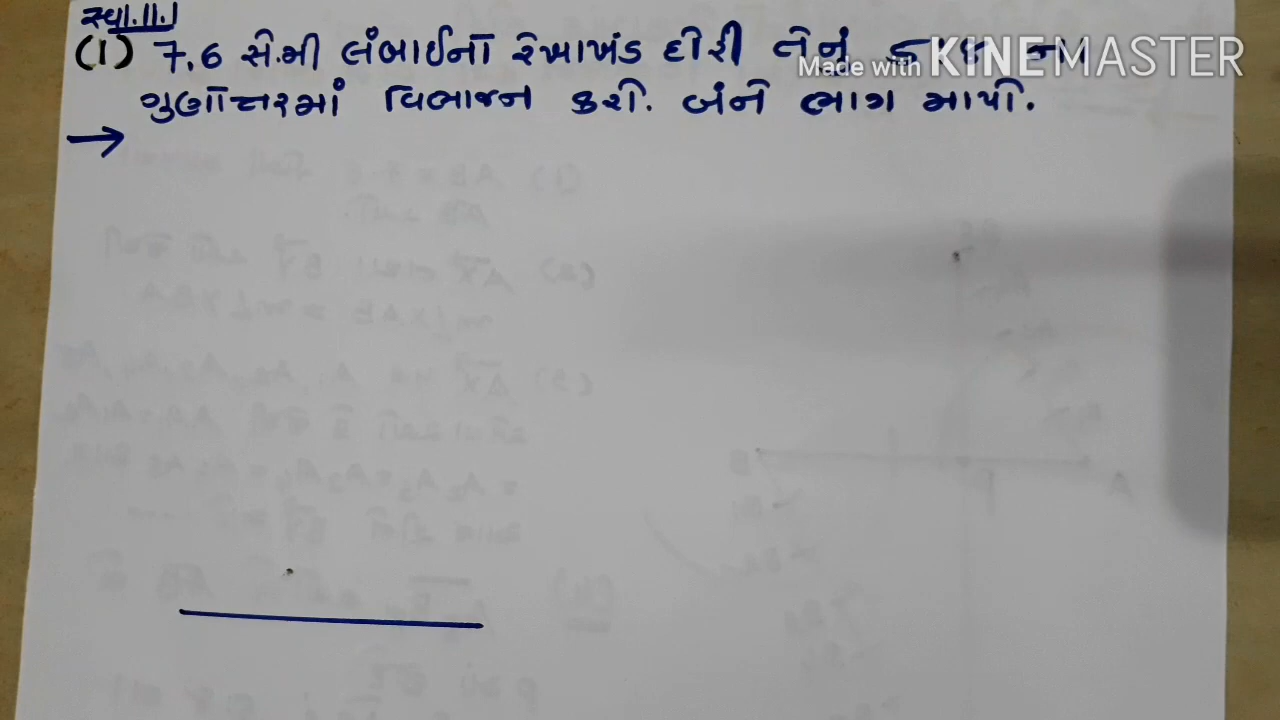 સ્વા.11.1
(1) 7.6 સે.મી લંબાઈનો રેખાખંડ દોરી તેનું
Made with KINEMASTER
ગુણોત્તરમાં વિભાજન કરો. બંને ભાગ માપો.
→